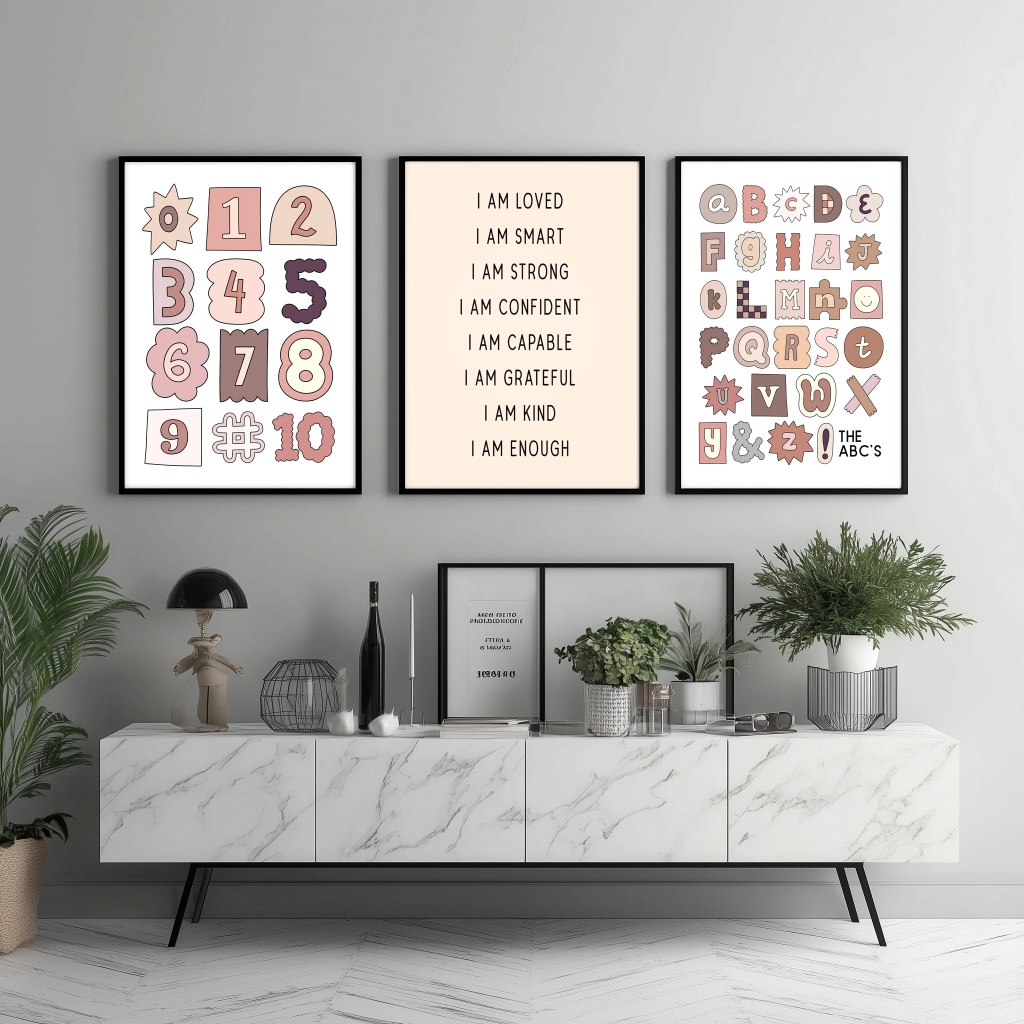 0 1 2
3 4 5
6 7 8
9 # 10
I AM LOVED
I AM SMART
I AM STRONG
I AM CONFIDENT
I AM CAPABLE
I AM GRATEFUL
I AM KIND
I AM ENOUGH
a B c D E
F g H i J
k L M n O
P Q R S t
U V W X
y & z ! THE
ABC'S